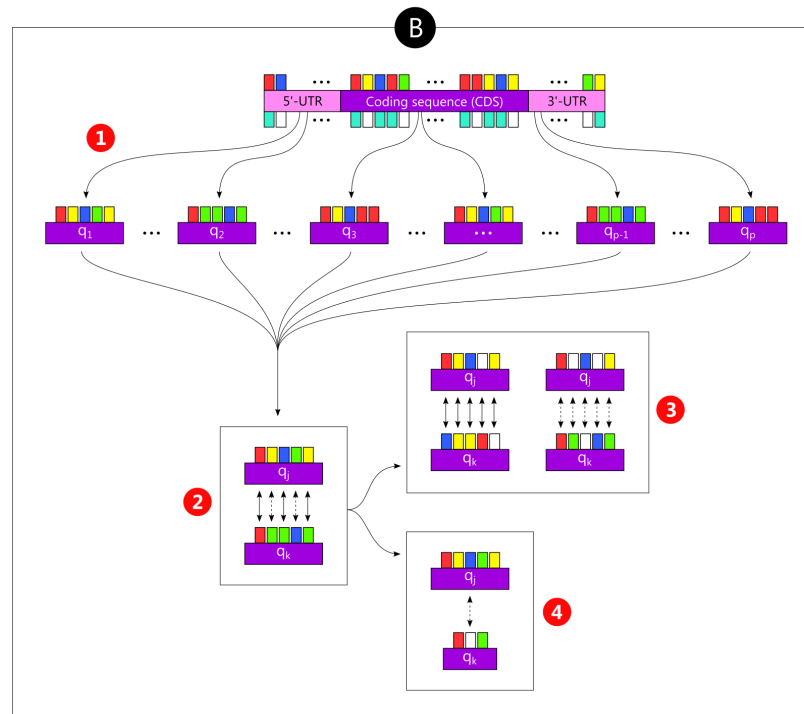 B
... ... ...
5'-UTR Coding sequence (CDS) 3'-UTR
... ... ...
1
q1 ... q2 ... q3 ... ... ... qp-1 ... qp
3
qj qj
qk qk
2
qj
qk
4
qj
qk